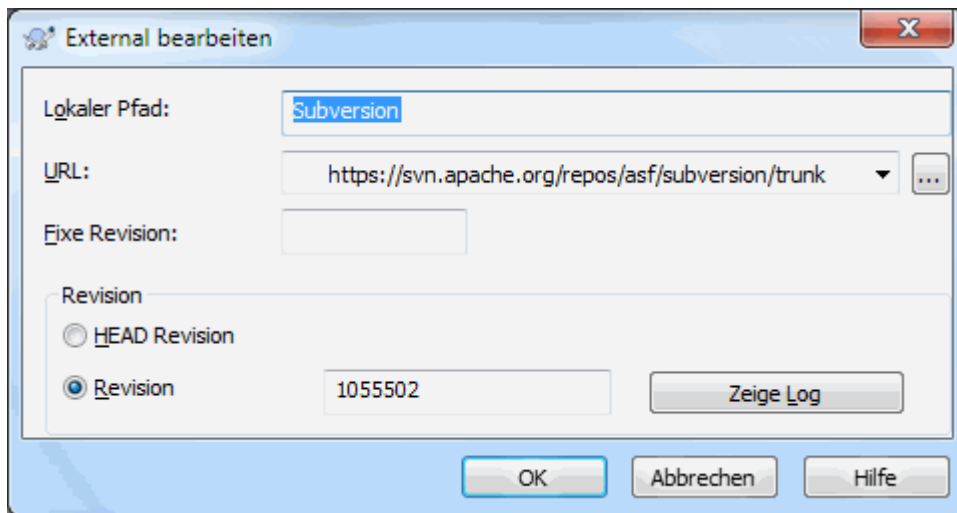 External bearbeiten
Lokaler Pfad: Subversion
URL: https://svn.apache.org/repos/asf/subversion/trunk ...
Fixe Revision:
Revision
HEAD Revision
Revision 1055502 Zeige Log
OK Abbrechen Hilfe